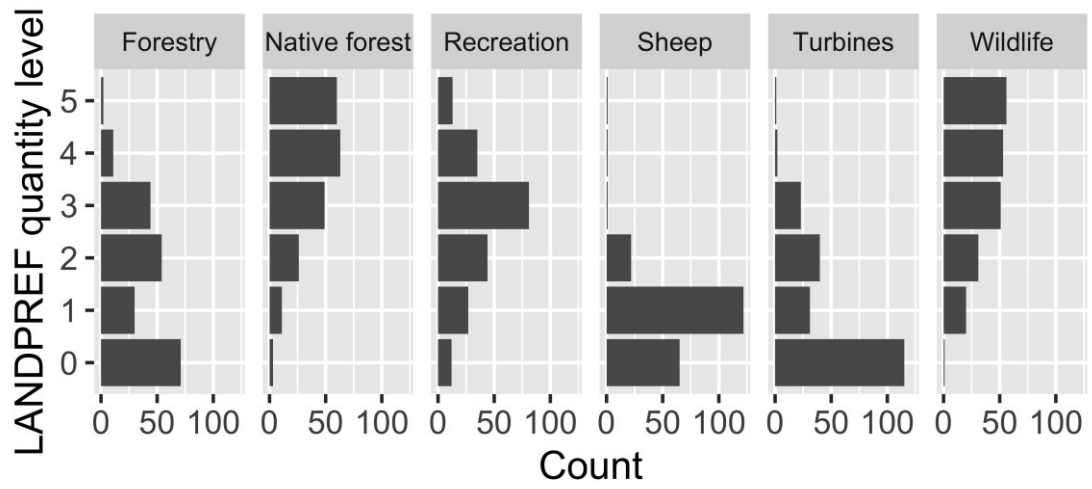 Forestry Native forest Recreation Sheep Turbines Wildlife
LANDPREF quantity level
5
4
3
2
1
0
0 50 100 0 50 100 0 50 100 0 50 100 0 50 100 0 50 100
Count